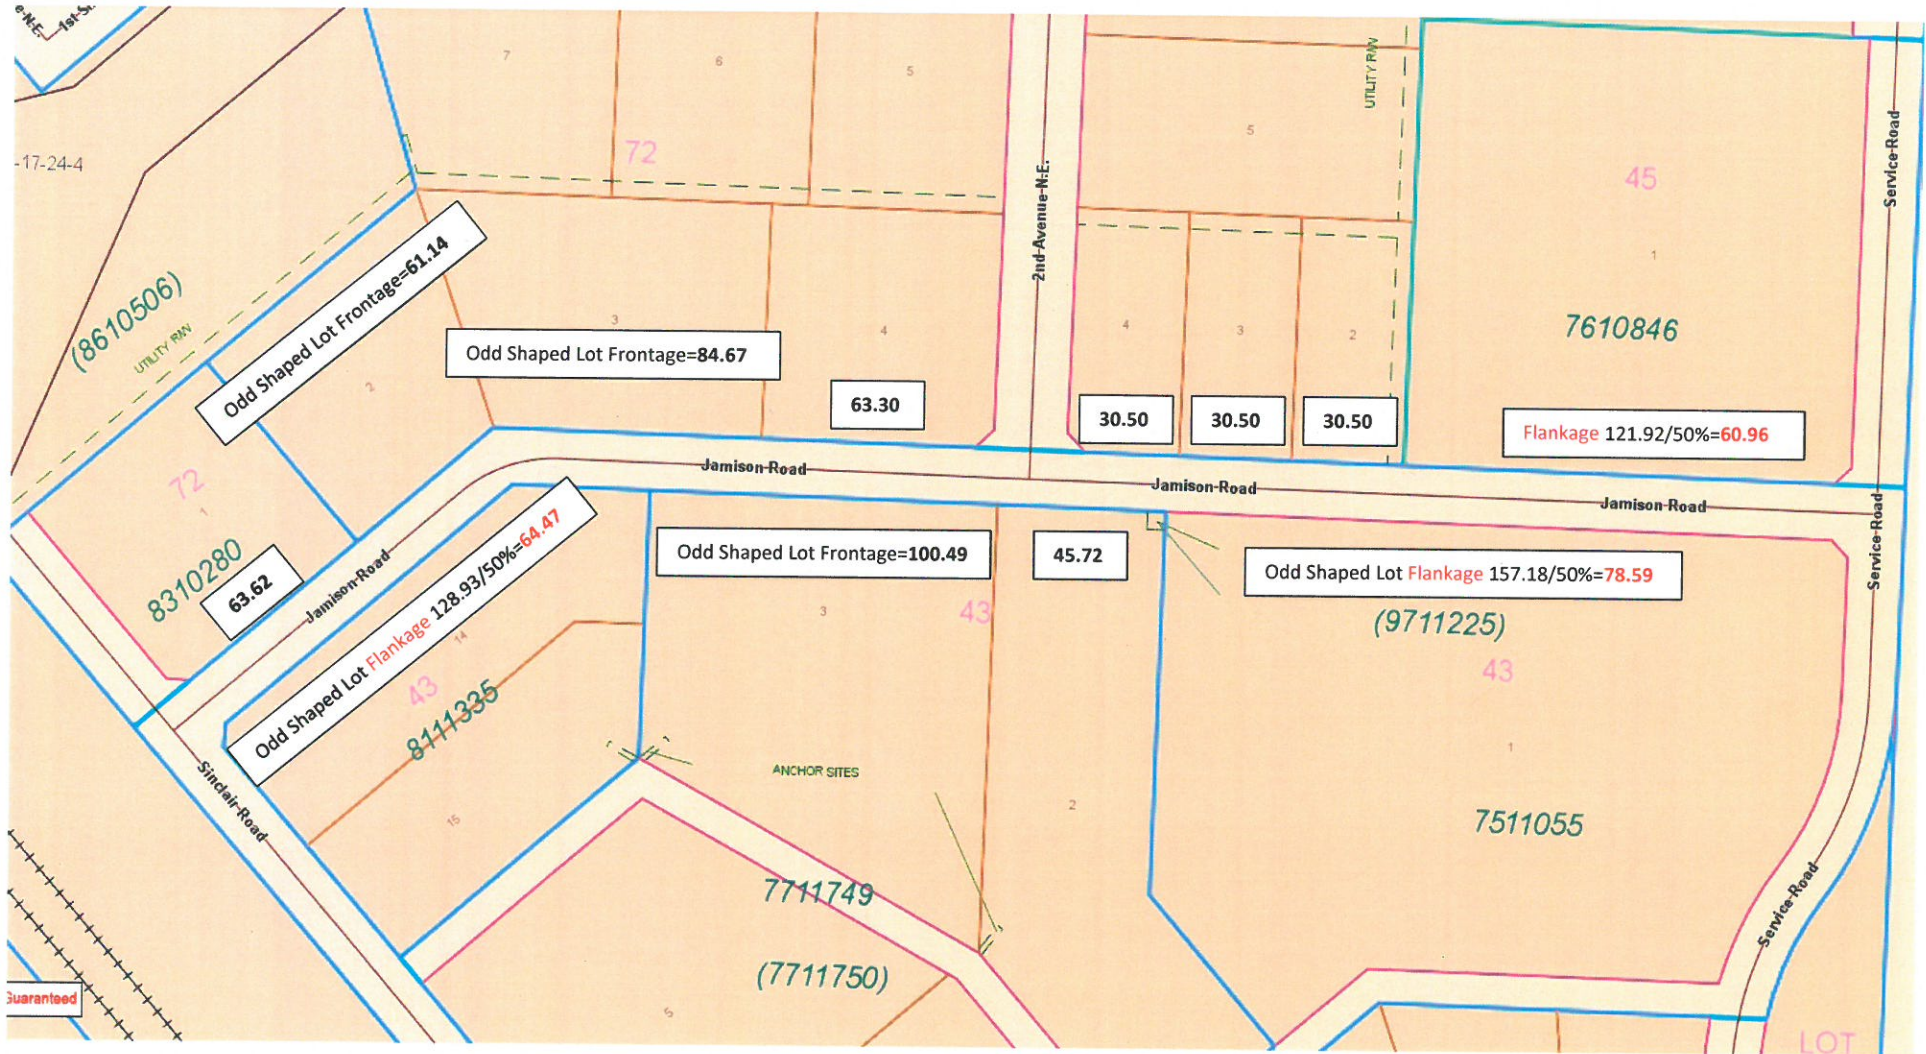 e-N.E.
1st-S
7
6
5
UTILITY R/W
5
Service-Road
-17-24-4
72
45
2nd-Avenue-N.E.
1
(8610506)
UTILITY R/W
Odd Shaped Lot Frontage=61.14
3
4
4
3
2
7610846
Odd Shaped Lot Frontage=84.67
2
63.30
30.50
30.50
30.50
Flankage 121.92/50%=60.96
Jamison-Road
Jamison-Road
Jamison-Road
72
1
8310280
63.62
Jamison-Road
Odd Shaped Lot Flankage 128.93/50%=64.47
Odd Shaped Lot Frontage=100.49
45.72
Odd Shaped Lot Flankage 157.18/50%=78.59
Service-Road
3
43
(9711225)
43
14
43
8111335
1
Sinclair-Road
ANCHOR SITES
2
15
7511055
7711749
Service-Road
(7711750)
Guaranteed
5
LOT